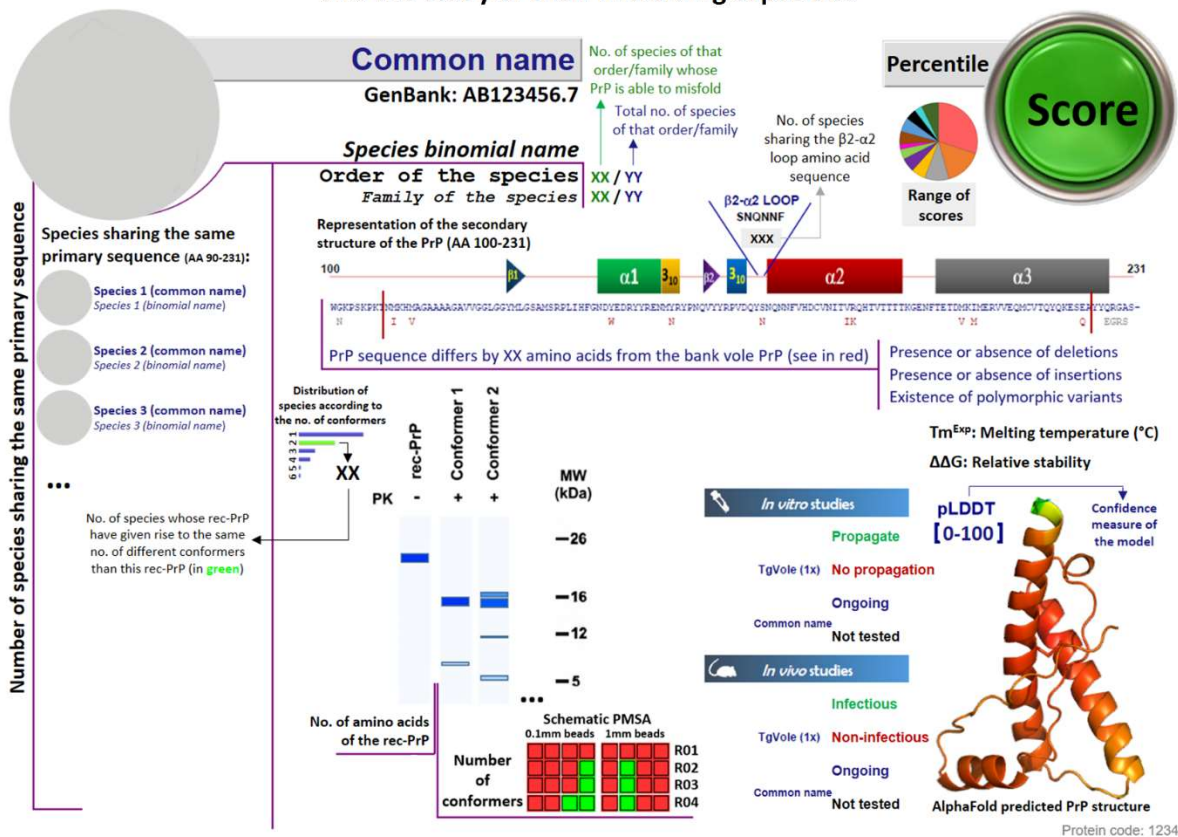 Common name
GenBank: AB123456.7
Species binomial name
Order of the species XX / YY
Family of the species XX / YY
No. of species of that
order/family whose
PrP is able to misfold
Total no. of species
of that order/family
No. of species
sharing the β2-α2
loop amino acid
sequence
Percentile
Range of
scores
Score
Number of species sharing the same primary sequence
Species sharing the same
primary sequence (AA 90-231):
Species 1 (common name)
Species 1 (binomial name)
Species 2 (common name)
Species 2 (binomial name)
Species 3 (common name)
Species 3 (binomial name)
...
Representation of the secondary
structure of the PrP (AA 100-231)
β2-α2 LOOP
SNQNNF
XXX
100
β1
α1
3₁₀
β2
3₁₀
α2
α3
231
WGKPSKPKTNMKHMAGAAAAGAVVGGLGGYMLGSAMSRPLIHFGNDYEDRYYRENMYRYPNQVYYRPVDQYSNQNNFVHDCVNITVRQHTVTTTTKGENFTETDMKIMERVVEQMCVTQYQKESEAYYQRGAS-
N I V W N N IK V M Q EGRS
PrP sequence differs by XX amino acids from the bank vole PrP (see in red)
Presence or absence of deletions
Presence or absence of insertions
Existence of polymorphic variants
Distribution of
species according to
the no. of conformers
6 5 4 3 2 1
XX
No. of species whose rec-PrP
have given rise to the same
no. of different conformers
than this rec-PrP (in green)
rec-PrP
Conformer 1
Conformer 2
PK - + +
MW
(kDa)
26
16
12
5
...
No. of amino acids
of the rec-PrP
Number
of
conformers
Schematic PMSA
0.1mm beads 1mm beads
R01
R02
R03
R04
In vitro studies
Propagate
TgVole (1x) No propagation
Ongoing
Common name
Not tested
In vivo studies
Infectious
TgVole (1x) Non-infectious
Ongoing
Common name
Not tested
Tm^Exp: Melting temperature (°C)
ΔΔG: Relative stability
pLDDT
[0-100]
Confidence
measure of
the model
AlphaFold predicted PrP structure
Protein code: 1234